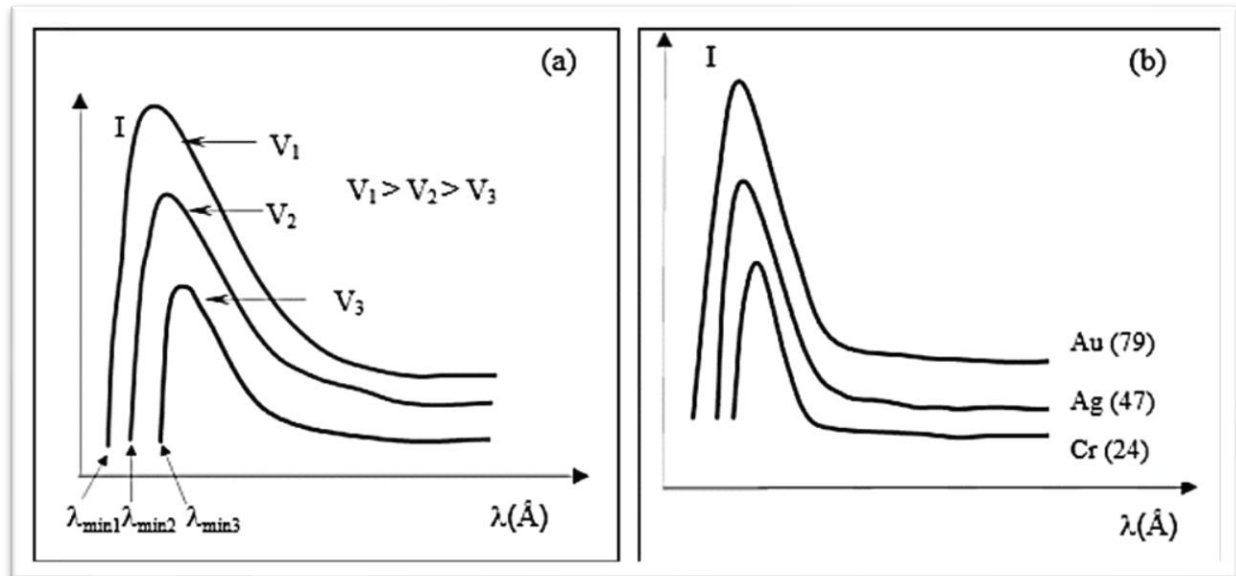 (a)
I
V₁
V₁ > V₂ > V₃
V₂
V₃
λmin1 λmin2 λmin3
λ(Å)
(b)
I
Au (79)
Ag (47)
Cr (24)
λ(Å)